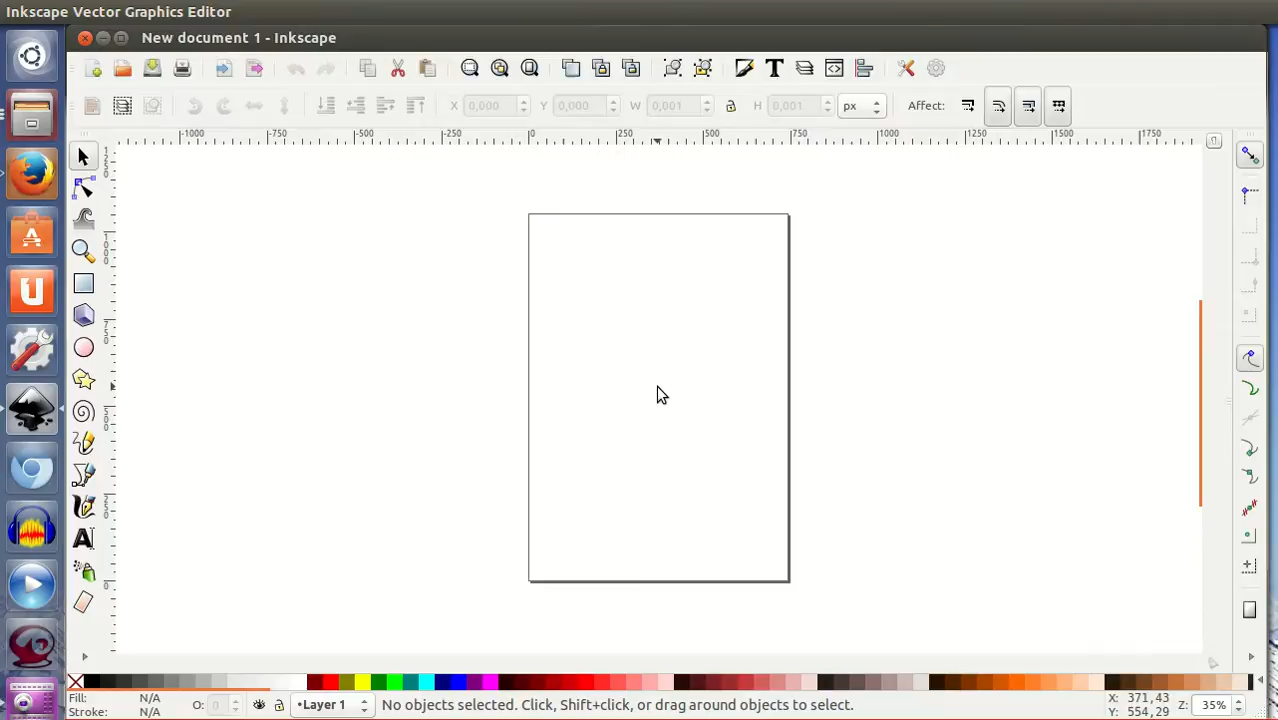 Inkscape Vector Graphics Editor
New document 1 - Inkscape
X 0,000 Y 0,000 W 0,001 H px Affect:
-1000 -750 -500 -250 0 250 500 750 1000 1250 1500 1750
Fill: N/A
Stroke: N/A
O: 0
•Layer 1
No objects selected. Click, Shift+click, or drag around objects to select.
X: 371,43
Y: 554,29
Z: 35%